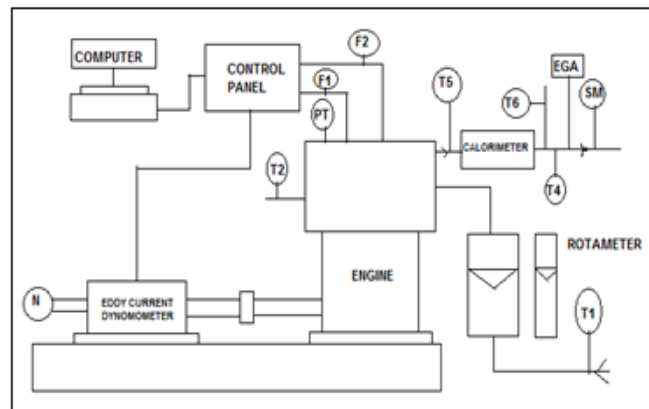 COMPUTER
CONTROL
PANEL
F2
F1
PT
T2
T5
T6
EGA
SM
CALORIMETER
T4
ENGINE
ROTAMETER
T1
N
EDDY CURRENT
DYNOMOMETER